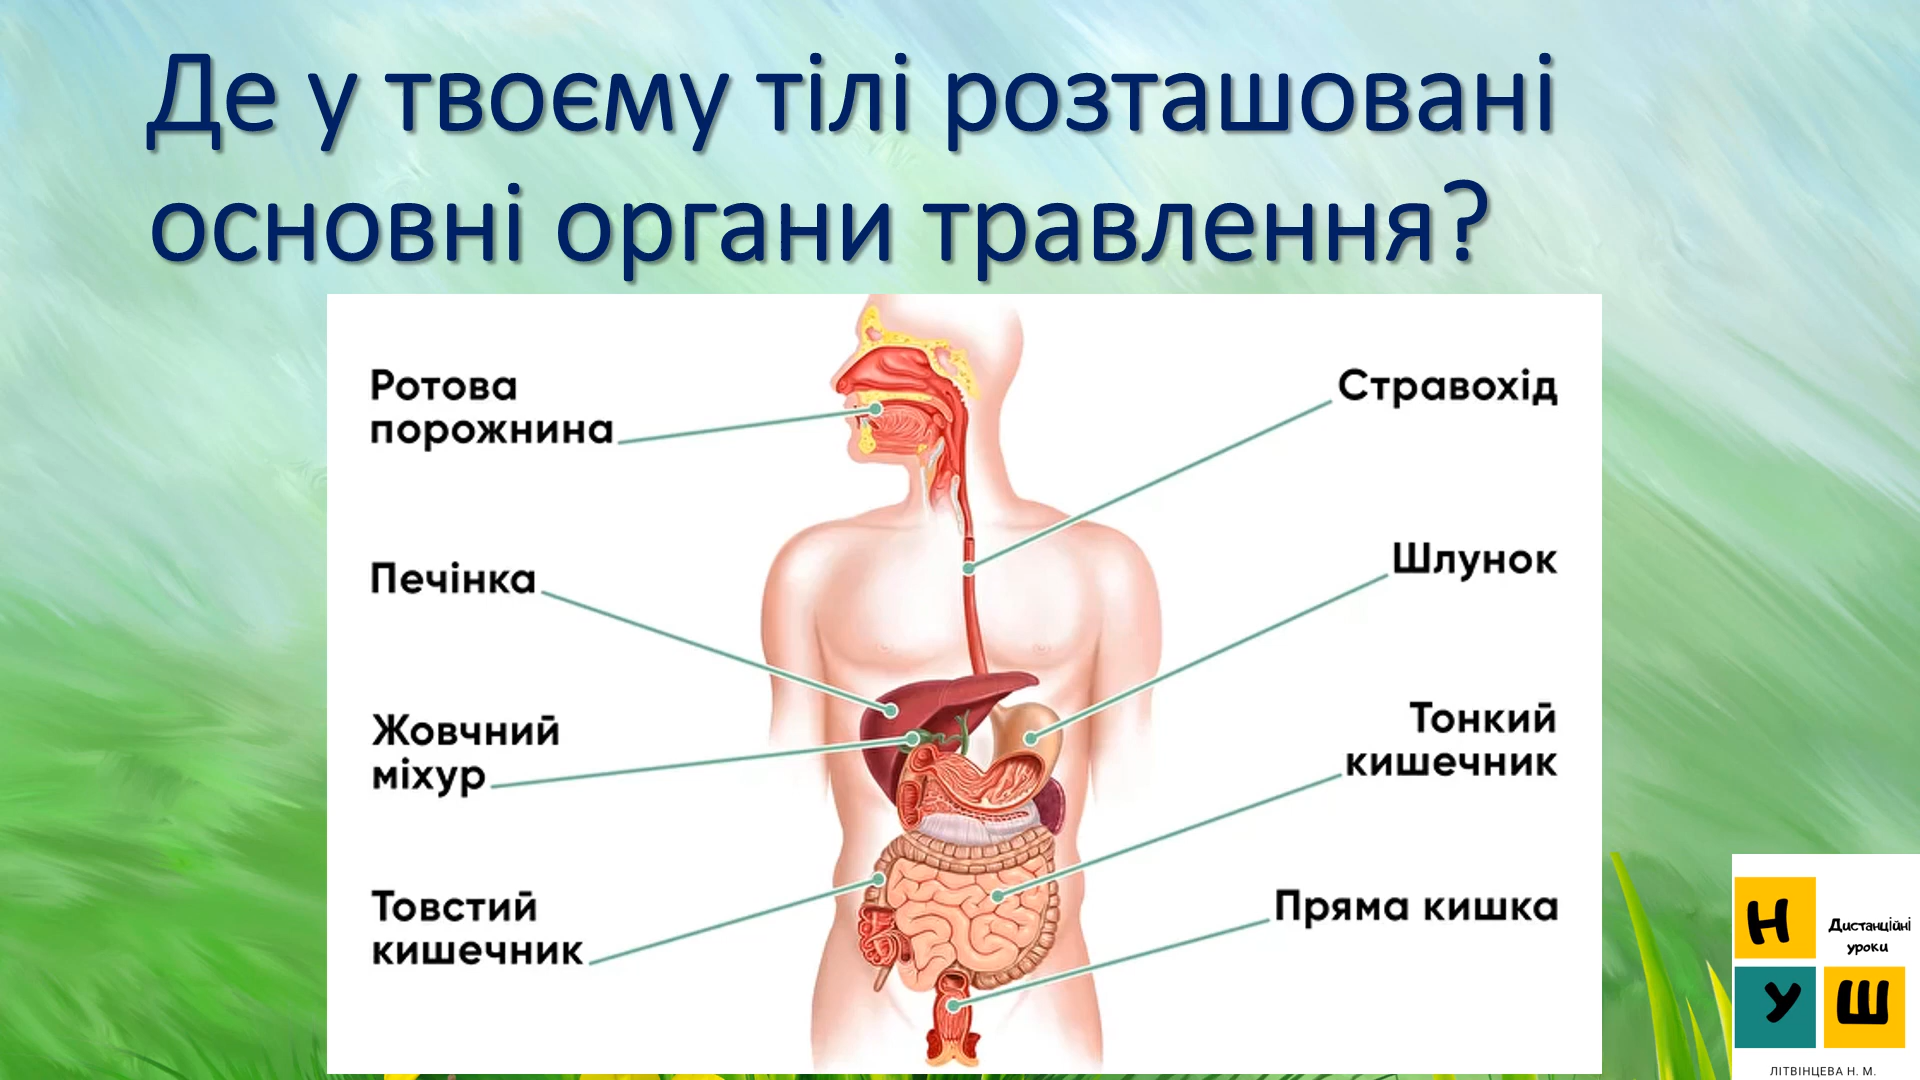 Де у твоєму тілі розташовані
основні органи травлення?
Ротова
порожнина
Печінка
Жовчний
міхур
Товстий
кишечник
Стравохід
Шлунок
Тонкий
кишечник
Пряма кишка
Н
Дистанційні
уроки
У Ш
ЛІТВІНЦЕВА Н. М.